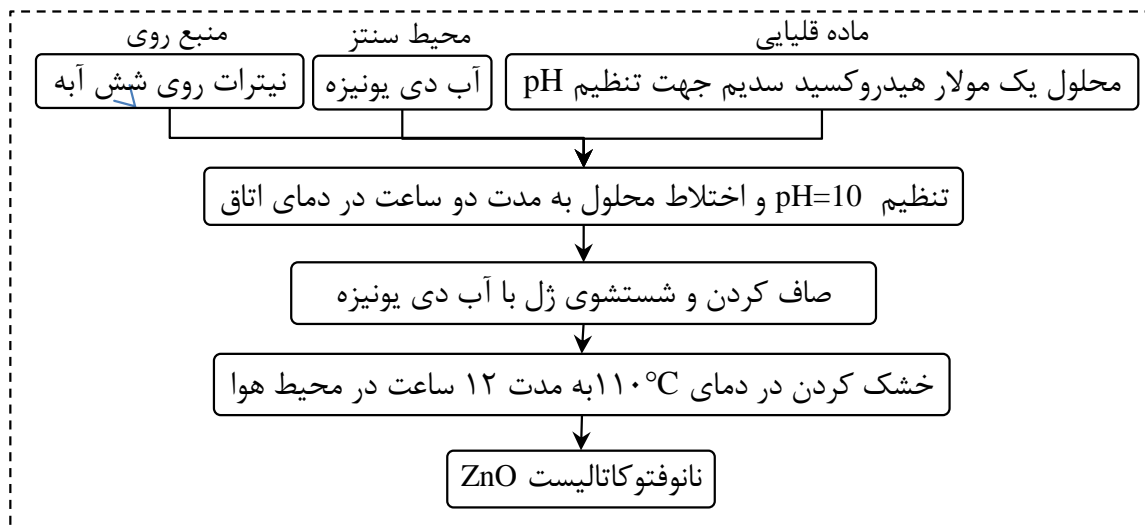 ماده قلیایی
محیط سنتز
منبع روی
محلول یک مولار هیدروکسید سدیم جهت تنظیم pH
آب دی یونیزه
نیترات روی شش آبه
تنظیم pH=10 و اختلاط محلول به مدت دو ساعت در دمای اتاق
صاف کردن و شستشوی ژل با آب دی یونیزه
خشک کردن در دمای ۱۱۰°C به مدت ۱۲ ساعت در محیط هوا
نانوفتوکاتالیست ZnO